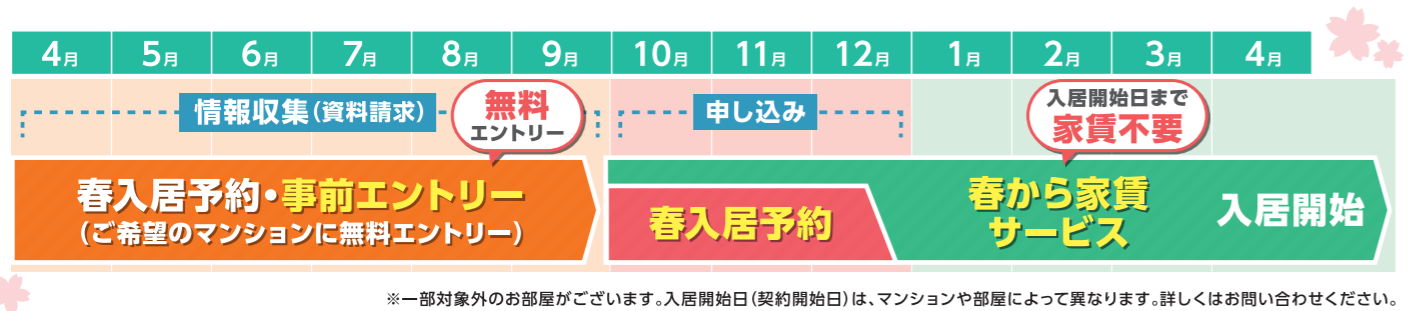 4月 5月 6月 7月 8月 9月 10月 11月 12月 1月 2月 3月 4月
情報収集(資料請求)
無料
エントリー
申し込み
入居開始日まで
家賃不要
春入居予約・事前エントリー
(ご希望のマンションに無料エントリー)
春入居予約
春から家賃
サービス
入居開始
※一部対象外のお部屋がございます。入居開始日(契約開始日)は、マンションや部屋によって異なります。詳しくはお問い合わせください。